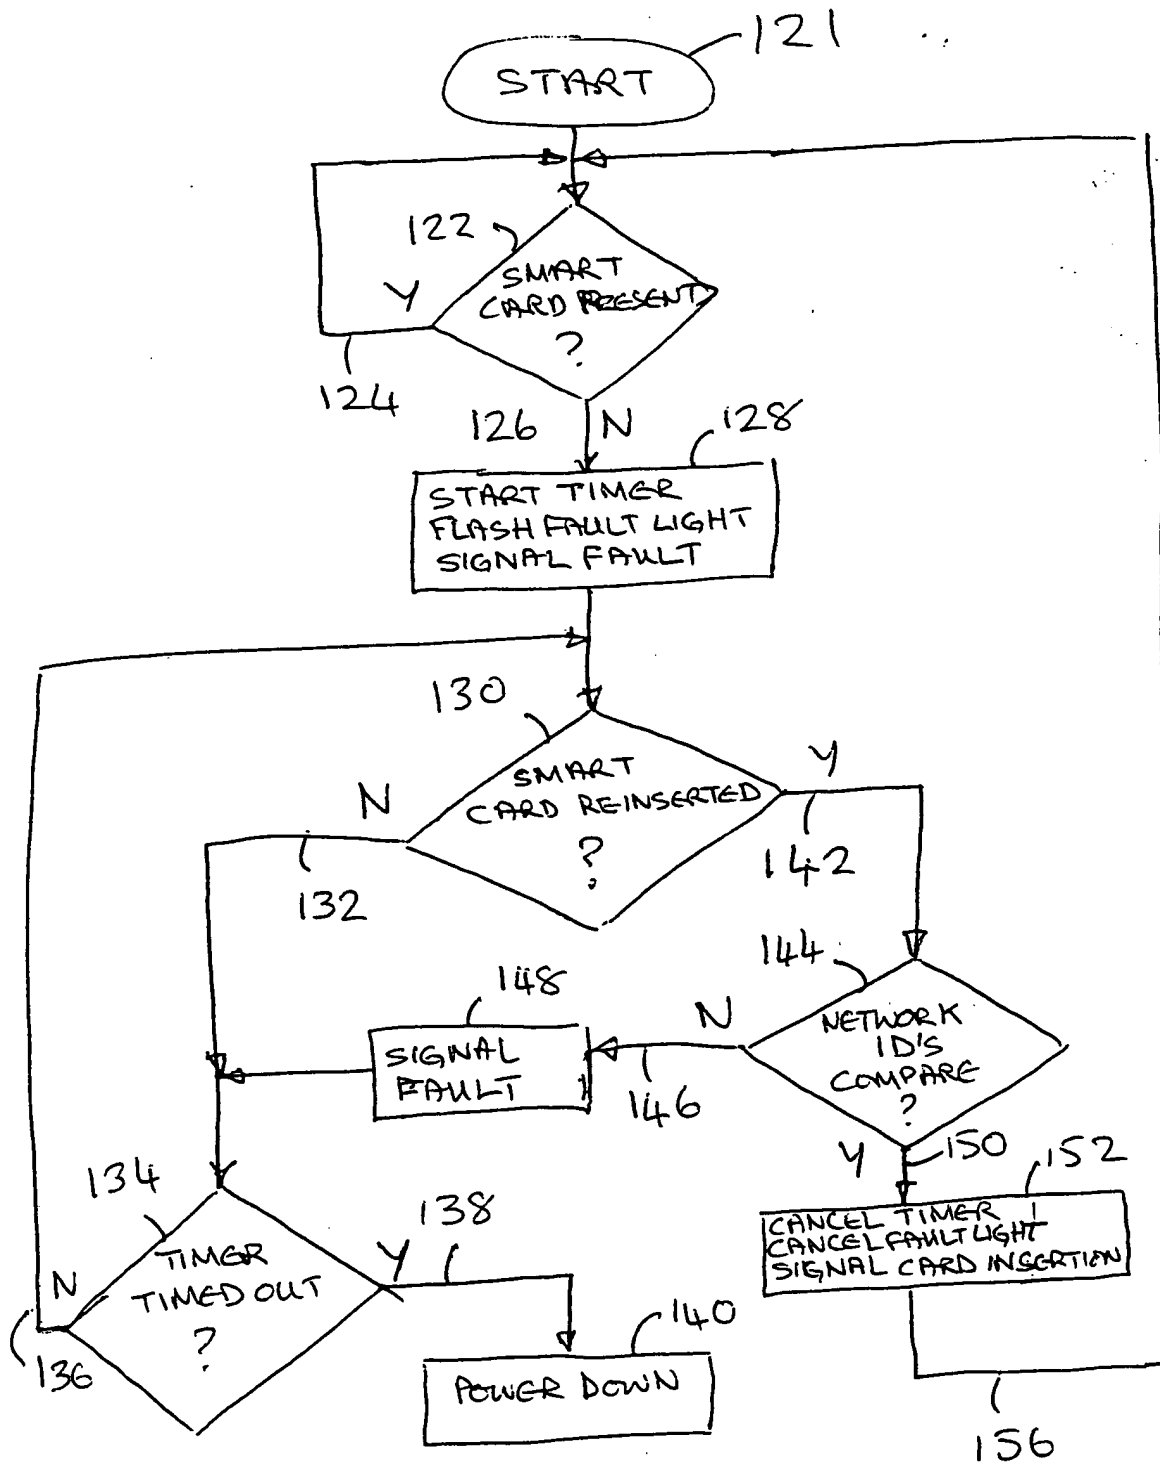 121
START
122
SMART
CARD PRESENT
?
Y
124
126
N
128
START TIMER
FLASH FAULT LIGHT
SIGNAL FAULT
130
SMART
CARD REINSERTED
?
N
Y
132
142
144
NETWORK
ID'S
COMPARE
?
N
146
148
SIGNAL
FAULT
Y
150
152
CANCEL TIMER
CANCEL FAULT LIGHT
SIGNAL CARD INSERTION
134
TIMER
TIMED OUT
?
N
136
Y
138
140
POWER DOWN
156